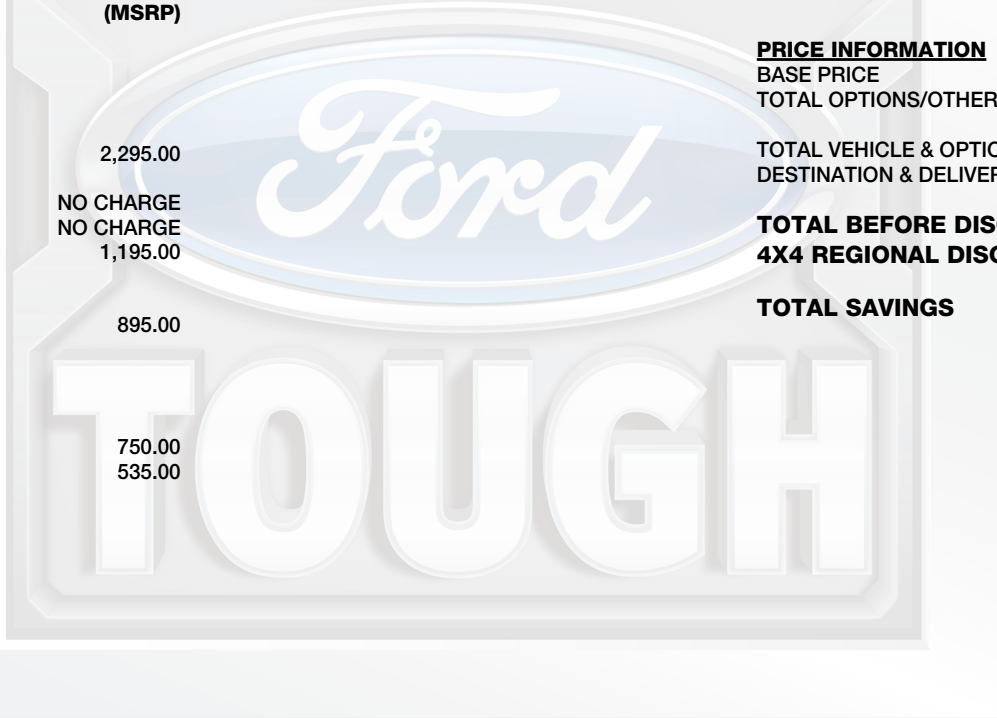 (MSRP)
2,295.00
NO CHARGE
NO CHARGE
1,195.00
895.00
750.00
535.00
PRICE INFORMATION
BASE PRICE
TOTAL OPTIONS/OTHER
TOTAL VEHICLE & OPTIO
DESTINATION & DELIVER
TOTAL BEFORE DIS
4X4 REGIONAL DISC
TOTAL SAVINGS
Ford
TOUGH